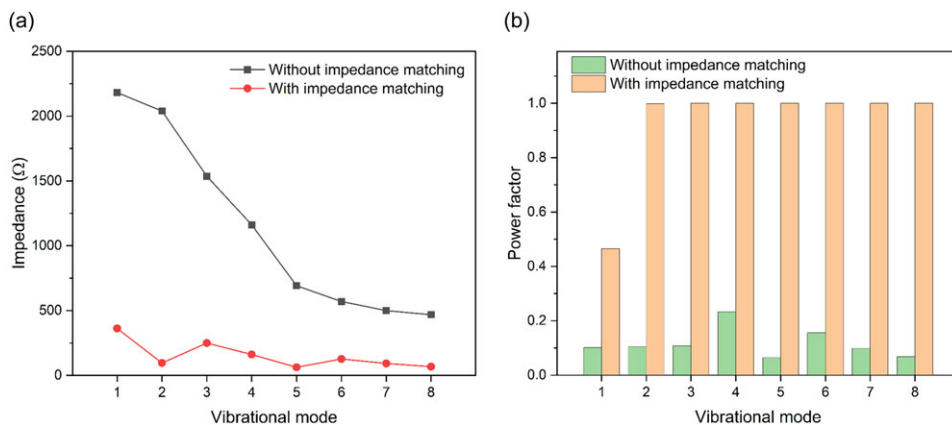 (a)
2500
2000
1500
1000
500
0
Impedance (Ω)
Without impedance matching
With impedance matching
1 2 3 4 5 6 7 8
Vibrational mode
(b)
1.0
0.8
0.6
0.4
0.2
0.0
Power factor
Without impedance matching
With impedance matching
1 2 3 4 5 6 7 8
Vibrational mode